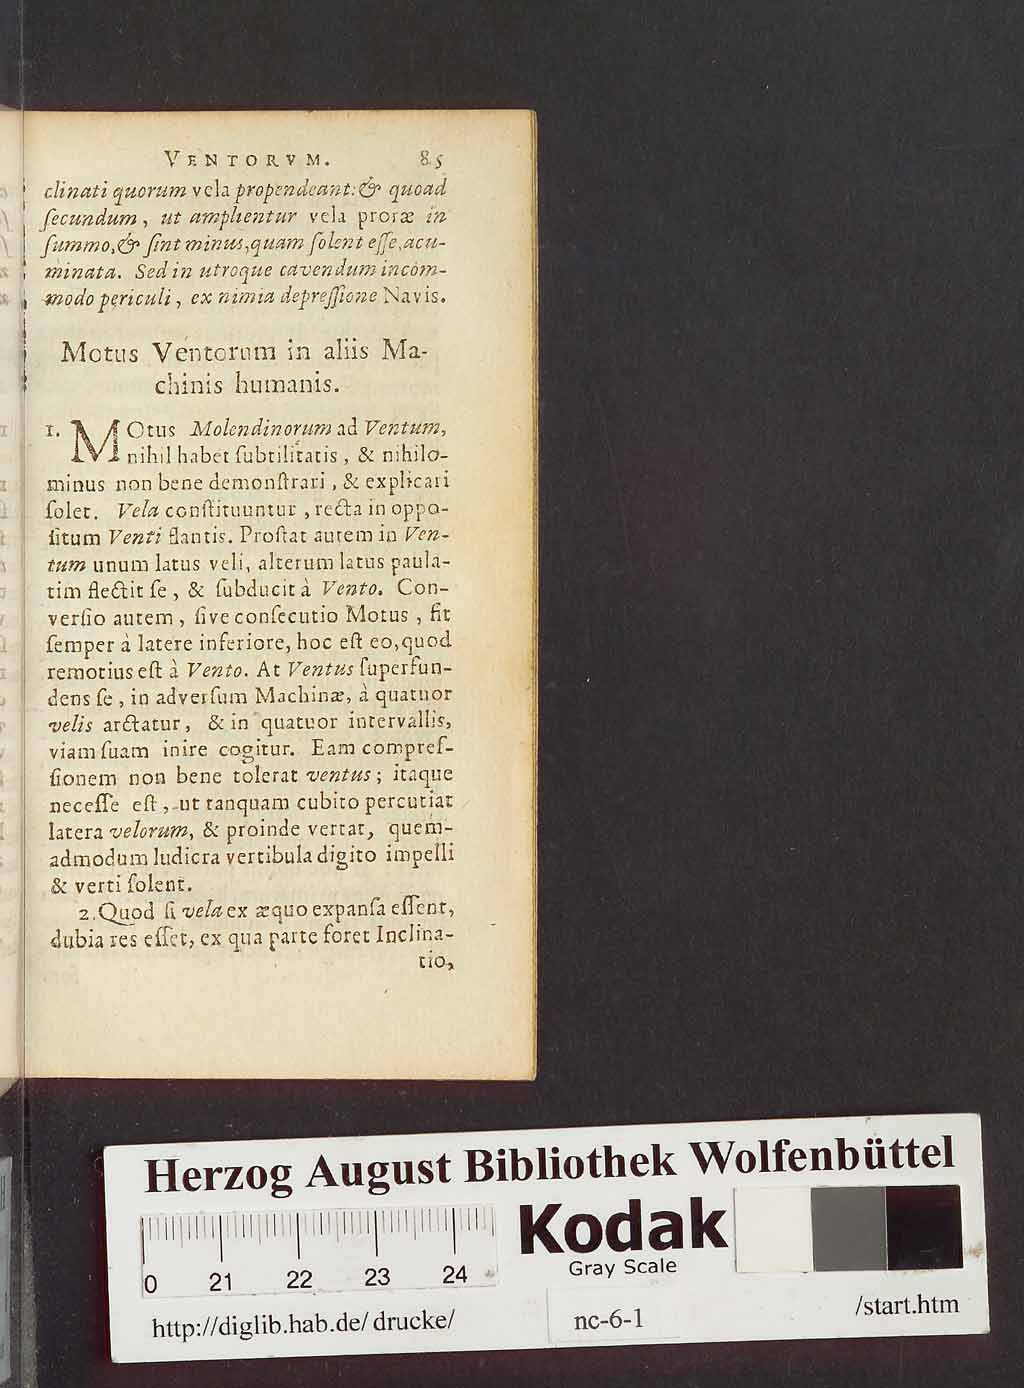 VENTORVM. 85
clinati quorum vela propendeant: & quoad
ſecundum, ut amplientur vela proræ in
ſummo, & ſint minus, quam ſolent eſſe, acu-
minata. Sed in utroque cavendum incom-
modo periculi, ex nimia depreſſione Navis.
Motus Ventorum in aliis Ma-
chinis humanis.
1. MOtus Molendinorum ad Ventum,
nihil habet ſubtilitatis, & nihilo-
minus non bene demonſtrari, & explicari
ſolet. Vela conſtituuntur, recta in oppo-
ſitum Venti flantis. Proſtat autem in Ven-
tum unum latus veli, alterum latus paula-
tim flectit ſe, & ſubducit à Vento. Con-
verſio autem, ſive conſecutio Motus, fit
ſemper à latere inferiore, hoc eſt eo, quod
remotius eſt à Vento. At Ventus ſuperfun-
dens ſe, in adverſum Machinæ, à quatuor
velis arctatur, & in quatuor intervallis,
viam ſuam inire cogitur. Eam compreſ-
ſionem non bene tolerat ventus; itaque
neceſſe eſt, ut tanquam cubito percutiat
latera velorum, & proinde vertat, quem-
admodum ludicra vertibula digito impelli
& verti ſolent.
2. Quod ſi vela ex æquo expanſa eſſent,
dubia res eſſet, ex qua parte foret Inclina-
tio,
Herzog August Bibliothek Wolfenbüttel
Kodak
Gray Scale
0 21 22 23 24
http://diglib.hab.de/drucke/ nc-6-1 /start.htm